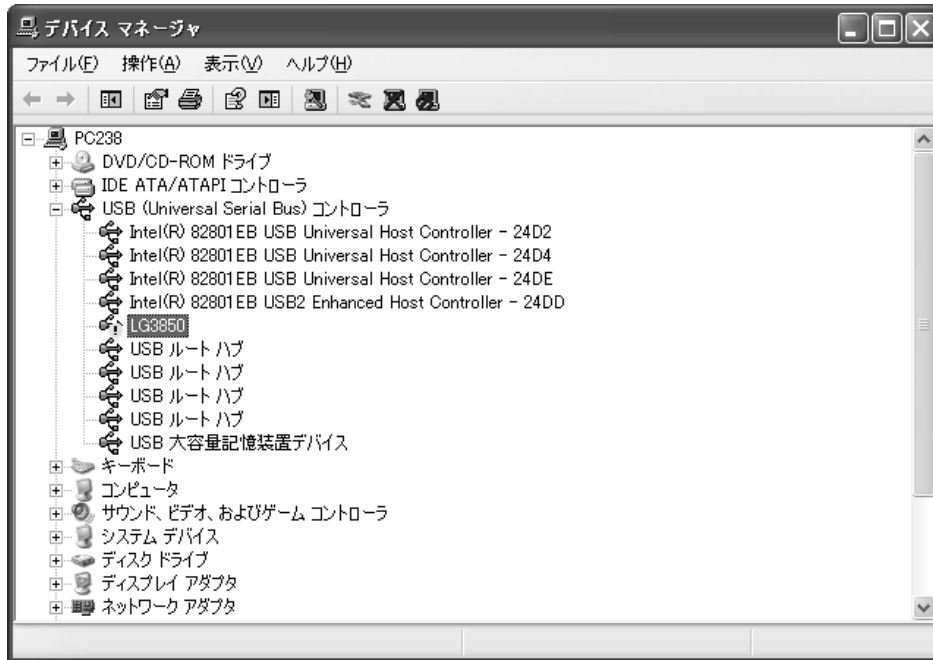 デバイス マネージャ
ファイル(F) 操作(A) 表示(V) ヘルプ(H)
PC238
DVD/CD-ROM ドライブ
IDE ATA/ATAPI コントローラ
USB (Universal Serial Bus) コントローラ
Intel(R) 82801EB USB Universal Host Controller - 24D2
Intel(R) 82801EB USB Universal Host Controller - 24D4
Intel(R) 82801EB USB Universal Host Controller - 24DE
Intel(R) 82801EB USB2 Enhanced Host Controller - 24DD
LG3850
USB ルート ハブ
USB ルート ハブ
USB ルート ハブ
USB ルート ハブ
USB 大容量記憶装置デバイス
キーボード
コンピュータ
サウンド、ビデオ、およびゲーム コントローラ
システム デバイス
ディスク ドライブ
ディスプレイ アダプタ
ネットワーク アダプタ